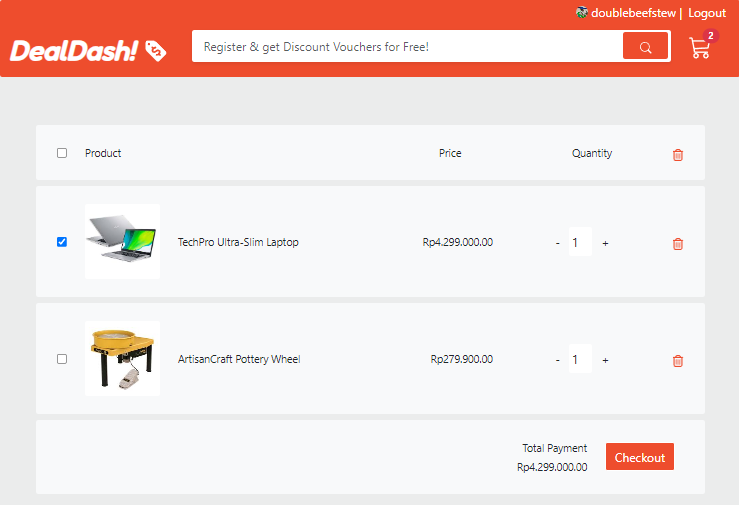 doublebeefstew | Logout
DealDash!
Register & get Discount Vouchers for Free!
2
Product Price Quantity
TechPro Ultra-Slim Laptop Rp4.299.000.00 - 1 +
ArtisanCraft Pottery Wheel Rp279.900.00 - 1 +
Total Payment
Rp4.299.000.00
Checkout